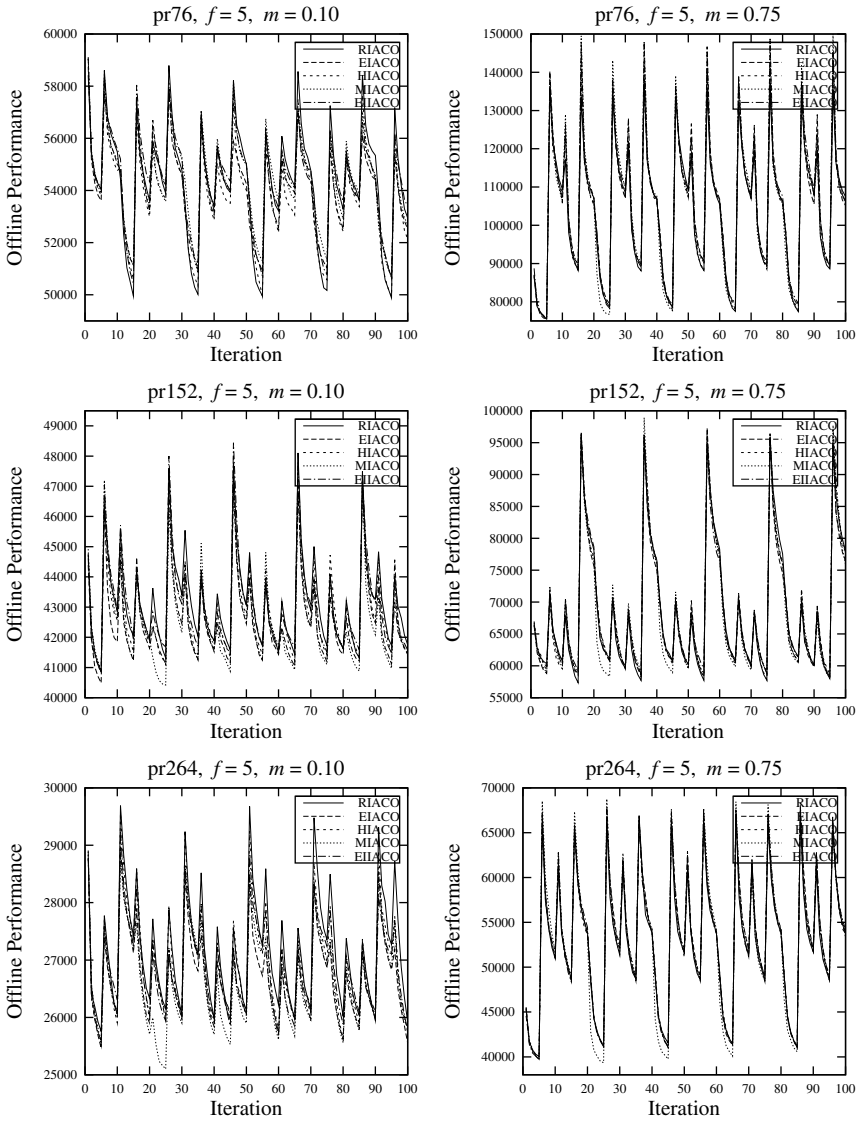 pr76, f = 5, m = 0.10
Offline Performance
60000
58000
56000
54000
52000
50000
0 10 20 30 40 50 60 70 80 90 100
Iteration
RIACO
EIACO
HIACO
MIACO
EIIACO
pr76, f = 5, m = 0.75
Offline Performance
150000
140000
130000
120000
110000
100000
90000
80000
0 10 20 30 40 50 60 70 80 90 100
Iteration
RIACO
EIACO
HIACO
MIACO
EIIACO
pr152, f = 5, m = 0.10
Offline Performance
49000
48000
47000
46000
45000
44000
43000
42000
41000
40000
0 10 20 30 40 50 60 70 80 90 100
Iteration
RIACO
EIACO
HIACO
MIACO
EIIACO
pr152, f = 5, m = 0.75
Offline Performance
100000
95000
90000
85000
80000
75000
70000
65000
60000
55000
0 10 20 30 40 50 60 70 80 90 100
Iteration
RIACO
EIACO
HIACO
MIACO
EIIACO
pr264, f = 5, m = 0.10
Offline Performance
30000
29000
28000
27000
26000
25000
0 10 20 30 40 50 60 70 80 90 100
Iteration
RIACO
EIACO
HIACO
MIACO
EIIACO
pr264, f = 5, m = 0.75
Offline Performance
70000
65000
60000
55000
50000
45000
40000
0 10 20 30 40 50 60 70 80 90 100
Iteration
RIACO
EIACO
HIACO
MIACO
EIIACO